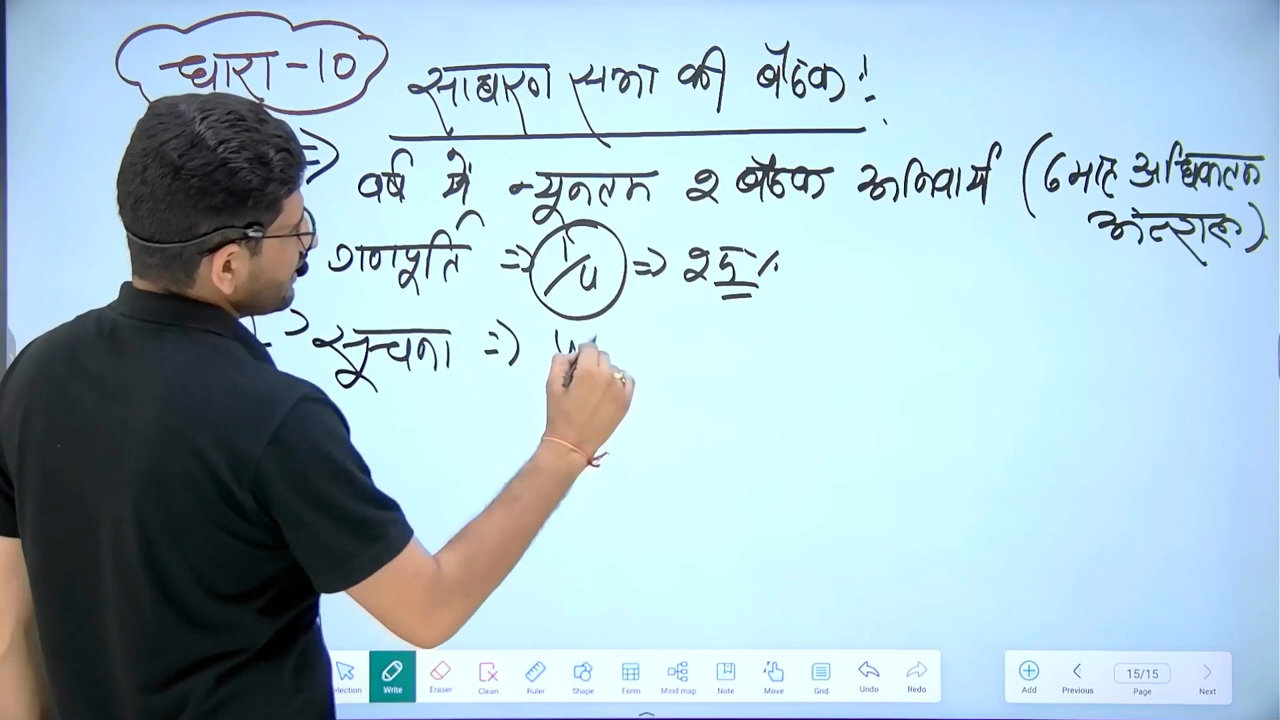 धारा-10
साधारण सभा की बैठक!
=> वर्ष में न्यूनतम 2 बैठक अनिवार्य (6 माह अधिकतम
अन्तराल)
गणपूर्ति => 1/4 => 25%
सूचना =>
Selection Write Eraser Clean Ruler Shape Form Mind map Note Move Grid Undo Redo Add Previous 15/15 Page Next